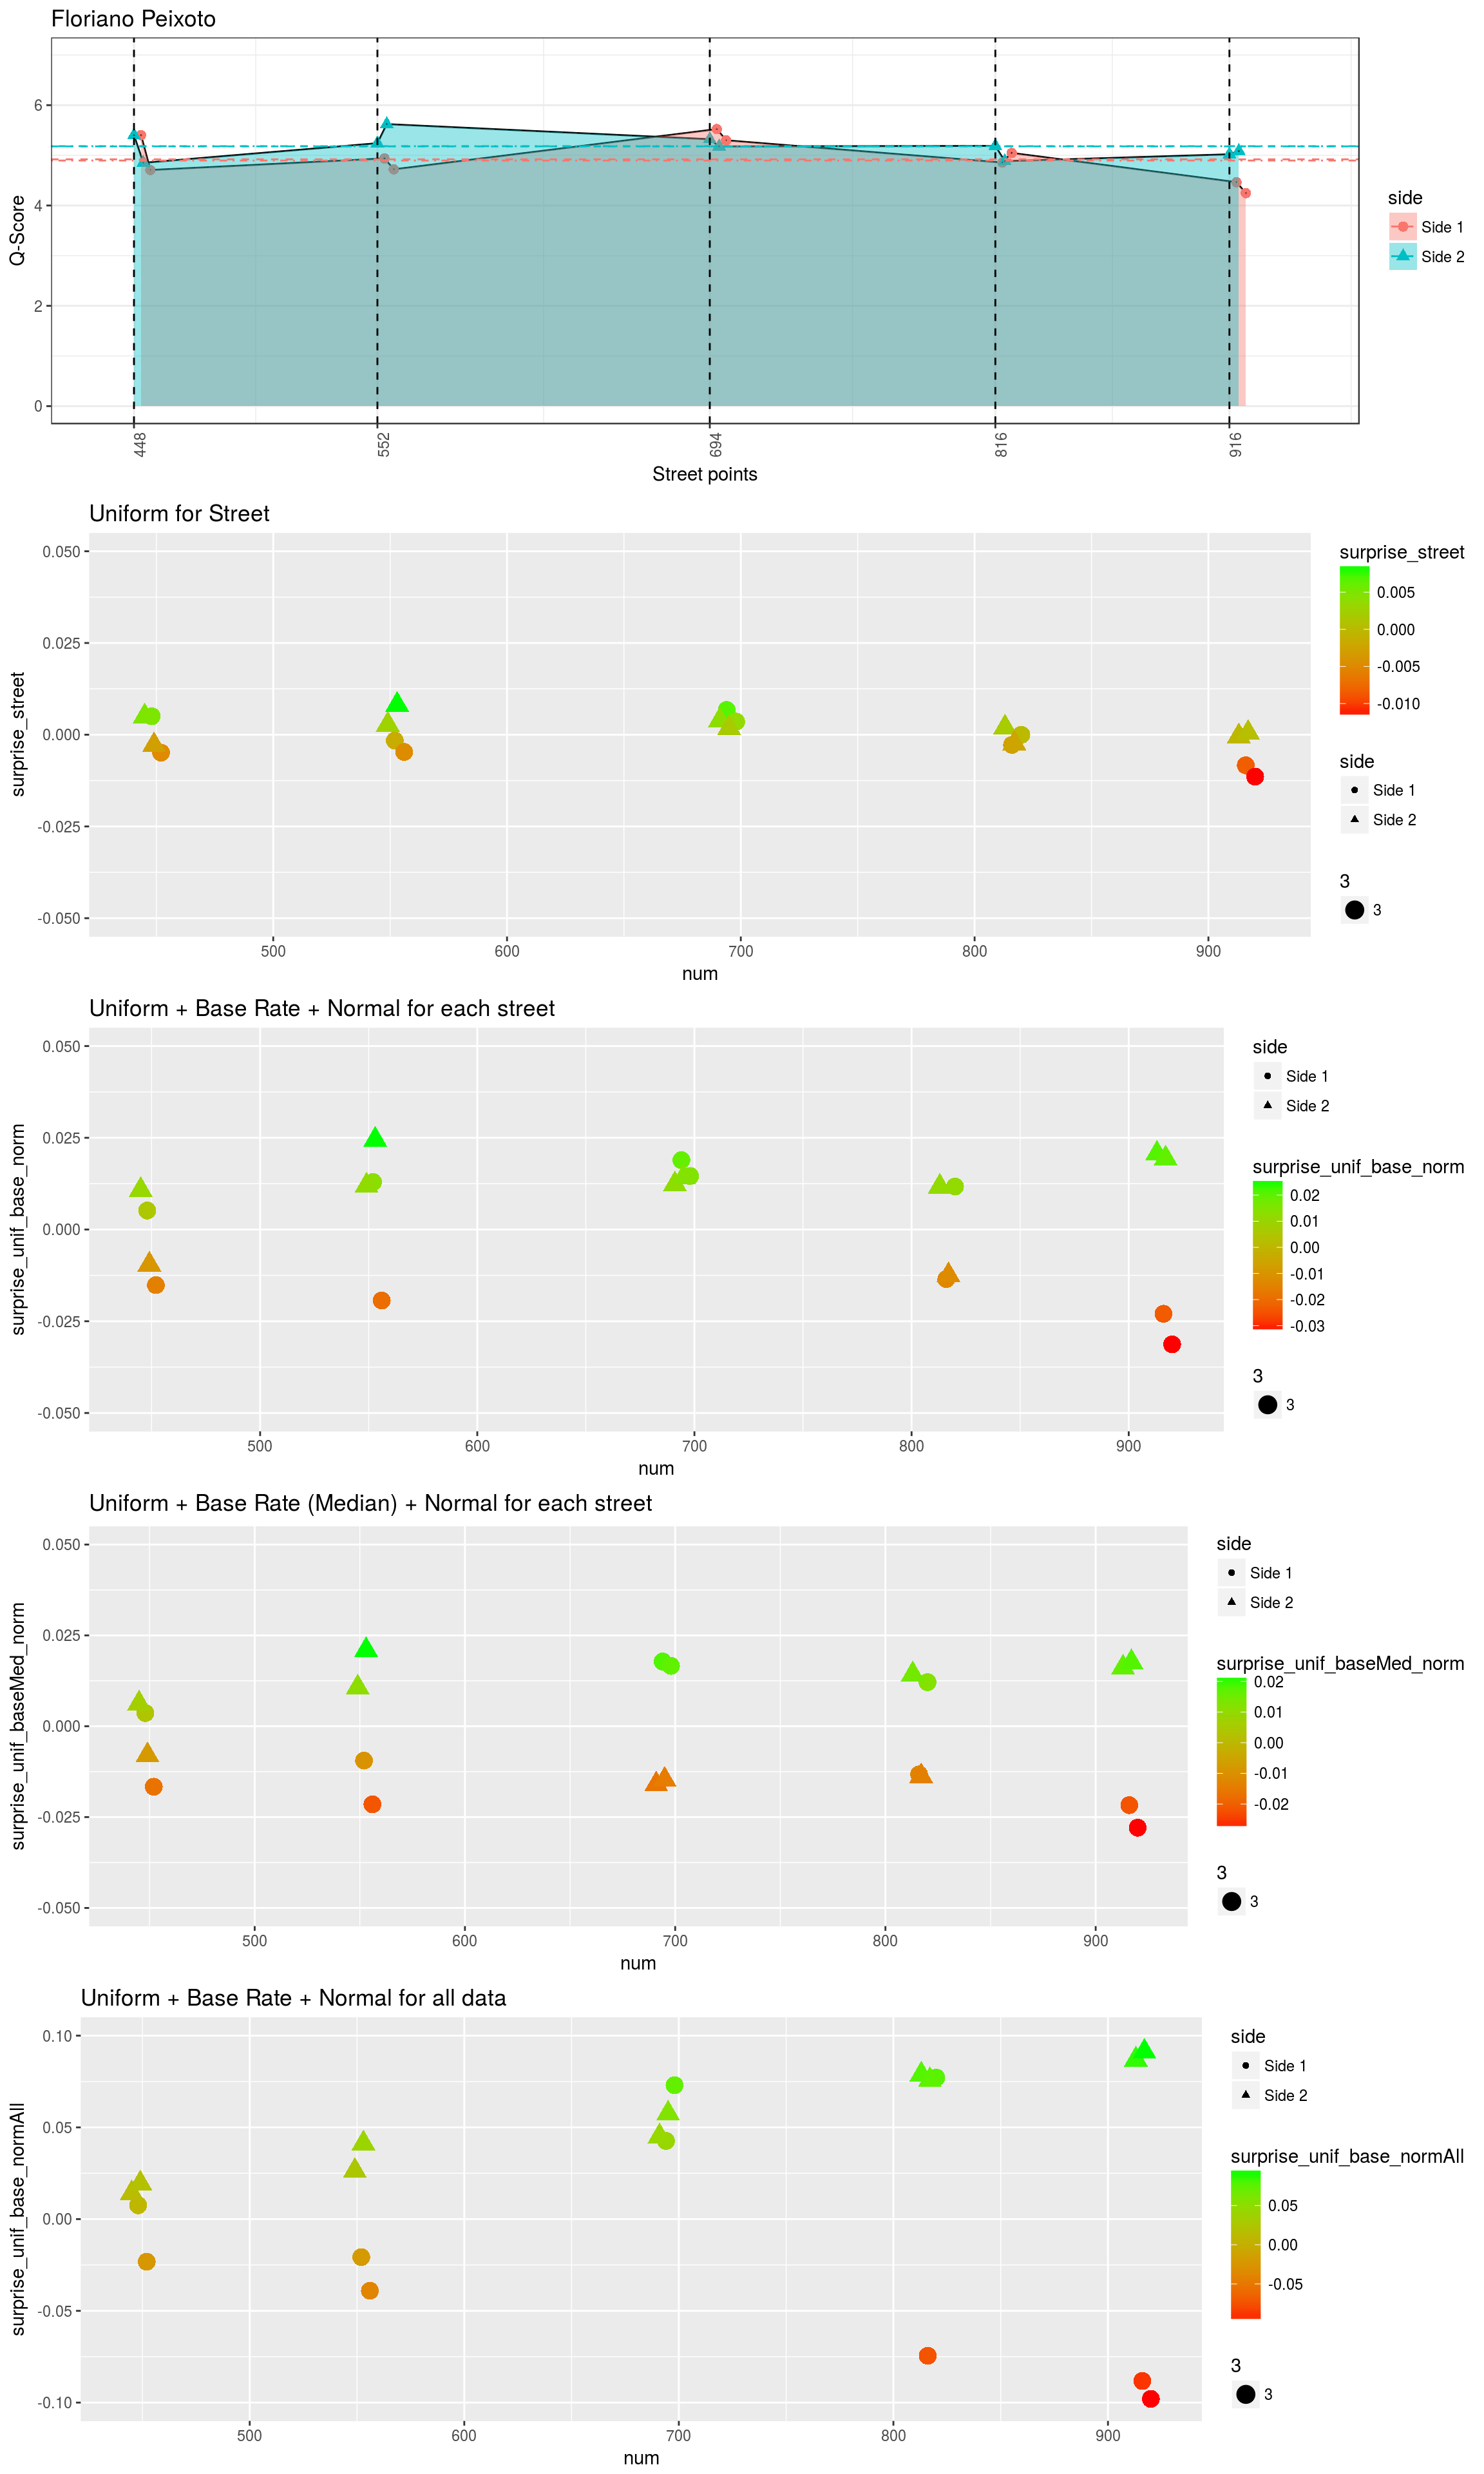 Floriano Peixoto
6
4
2
0
Q-Score
448
552
694
816
916
Street points
side
Side 1
Side 2
Uniform for Street
0.050
0.025
0.000
-0.025
-0.050
surprise_street
500
600
700
800
900
num
surprise_street
0.005
0.000
-0.005
-0.010
side
Side 1
Side 2
3
3
Uniform + Base Rate + Normal for each street
0.050
0.025
0.000
-0.025
-0.050
surprise_unif_base_norm
500
600
700
800
900
num
side
Side 1
Side 2
surprise_unif_base_norm
0.02
0.01
0.00
-0.01
-0.02
-0.03
3
3
Uniform + Base Rate (Median) + Normal for each street
0.050
0.025
0.000
-0.025
-0.050
surprise_unif_baseMed_norm
500
600
700
800
900
num
side
Side 1
Side 2
surprise_unif_baseMed_norm
0.02
0.01
0.00
-0.01
-0.02
3
3
Uniform + Base Rate + Normal for all data
0.10
0.05
0.00
-0.05
-0.10
surprise_unif_base_normAll
500
600
700
800
900
num
side
Side 1
Side 2
surprise_unif_base_normAll
0.05
0.00
-0.05
3
3